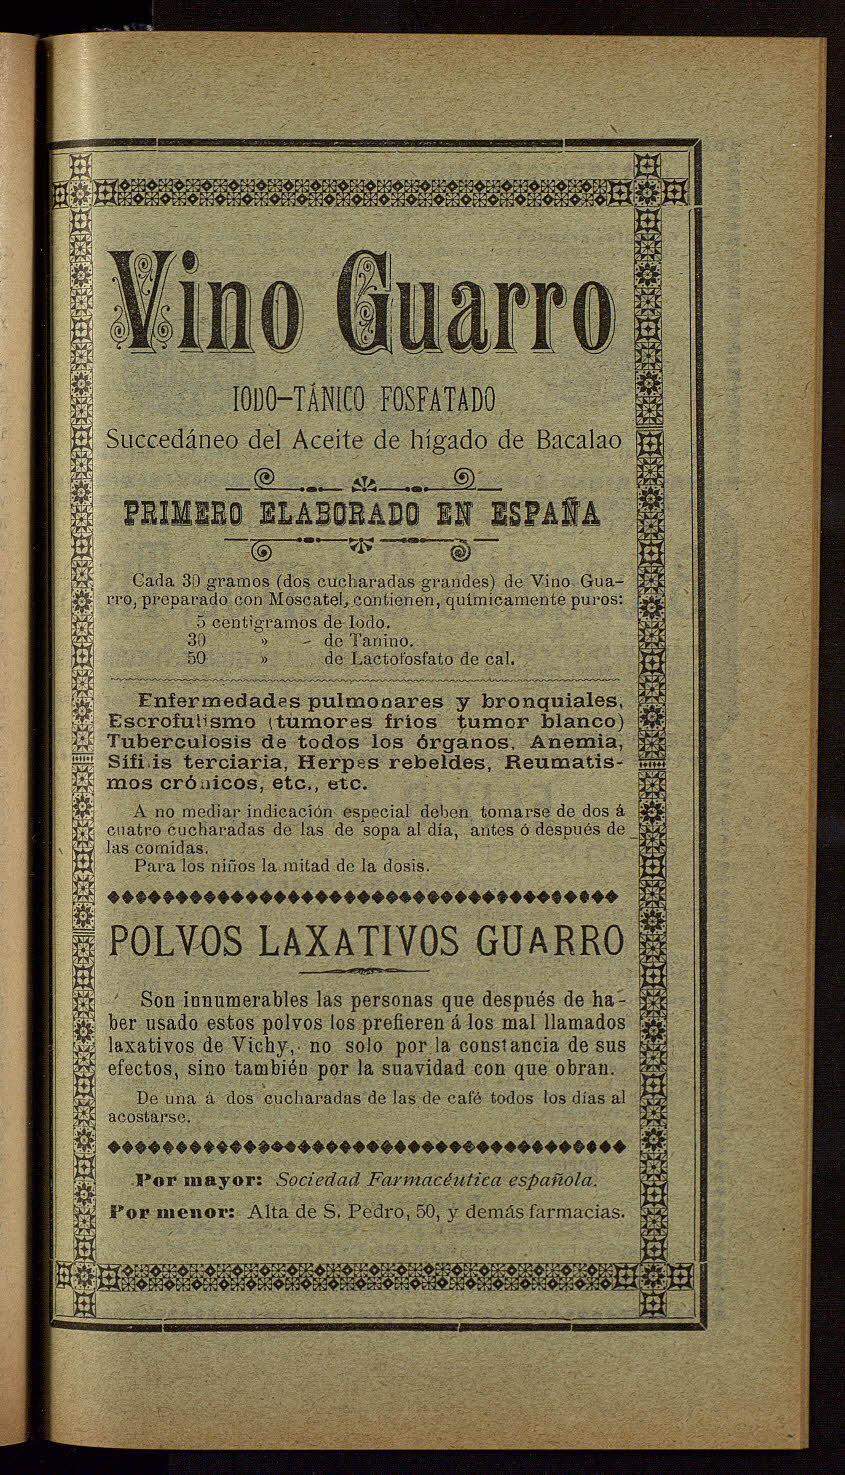 Vino Guarro
IODO-TÁNICO FOSFATADO
Succedáneo del Aceite de hígado de Bacalao
PRIMERO ELABORADO EN ESPAÑA
Cada 30 gramos (dos cucharadas grandes) de Vino Gua-
rro, preparado con Moscatel, contienen, químicamente puros:
5 centigramos de Iodo.
30 » - de Tanino.
50 » de Lactofosfato de cal.
Enfermedades pulmonares y bronquiales,
Escrofulismo (tumores frios tumor blanco)
Tuberculosis de todos los órganos, Anemia,
Sífilis terciaria, Herpes rebeldes, Reumatis-
mos crónicos, etc., etc.
A no mediar indicación especial deben tomarse de dos á
cuatro cucharadas de las de sopa al día, antes ó después de
las comidas.
Para los niños la mitad de la dosis.
POLVOS LAXATIVOS GUARRO
Son innumerables las personas que después de ha-
ber usado estos polvos los prefieren á los mal llamados
laxativos de Vichy, no solo por la constancia de sus
efectos, sino también por la suavidad con que obran.
De una á dos cucharadas de las de café todos los días al
acostarse.
Por mayor: Sociedad Farmacéutica española.
Por menor: Alta de S. Pedro, 50, y demás farmacias.